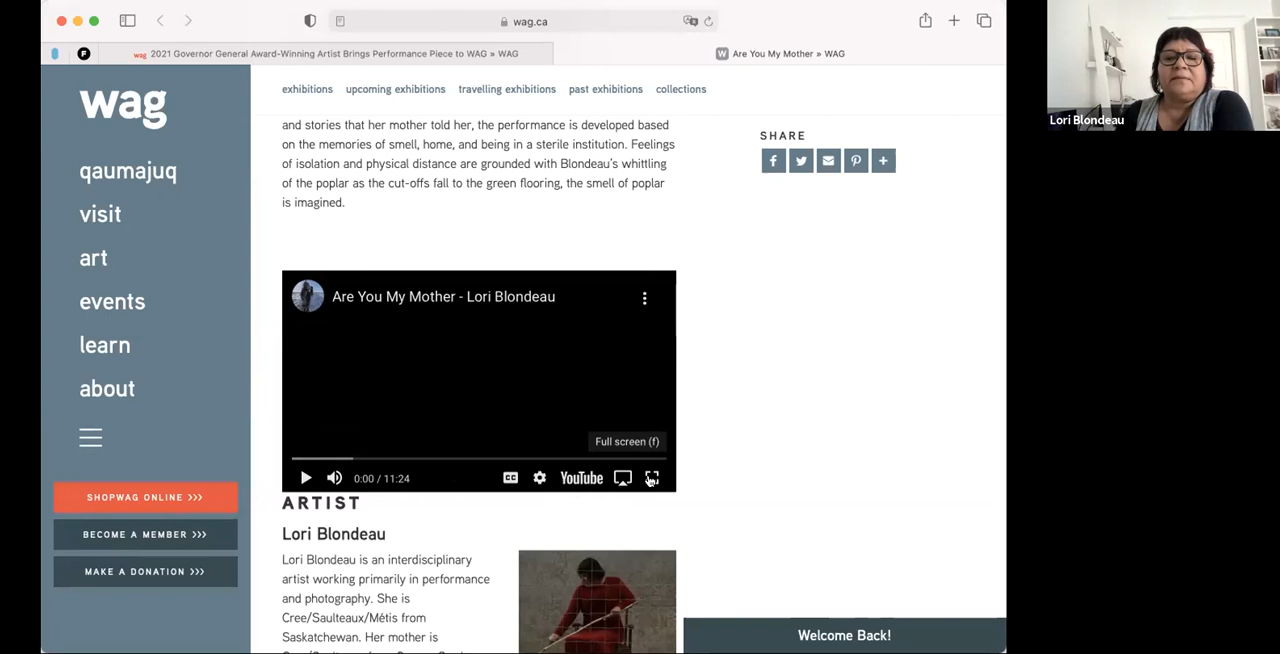 wag.ca
F
wag 2021 Governor General Award-Winning Artist Brings Performance Piece to WAG » WAG
W Are You My Mother » WAG
wag
qaumajuq
visit
art
events
learn
about
SHOPWAG ONLINE >>>
BECOME A MEMBER >>>
MAKE A DONATION >>>
exhibitions upcoming exhibitions travelling exhibitions past exhibitions collections
and stories that her mother told her, the performance is developed based
on the memories of smell, home, and being in a sterile institution. Feelings
of isolation and physical distance are grounded with Blondeau's whittling
of the poplar as the cut-offs fall to the green flooring, the smell of poplar
is imagined.
SHARE
Are You My Mother - Lori Blondeau
Full screen (f)
0:00 / 11:24
CC
YouTube
ARTIST
Lori Blondeau
Lori Blondeau is an interdisciplinary
artist working primarily in performance
and photography. She is
Cree/Saulteaux/Métis from
Saskatchewan. Her mother is
Welcome Back!
Lori Blondeau